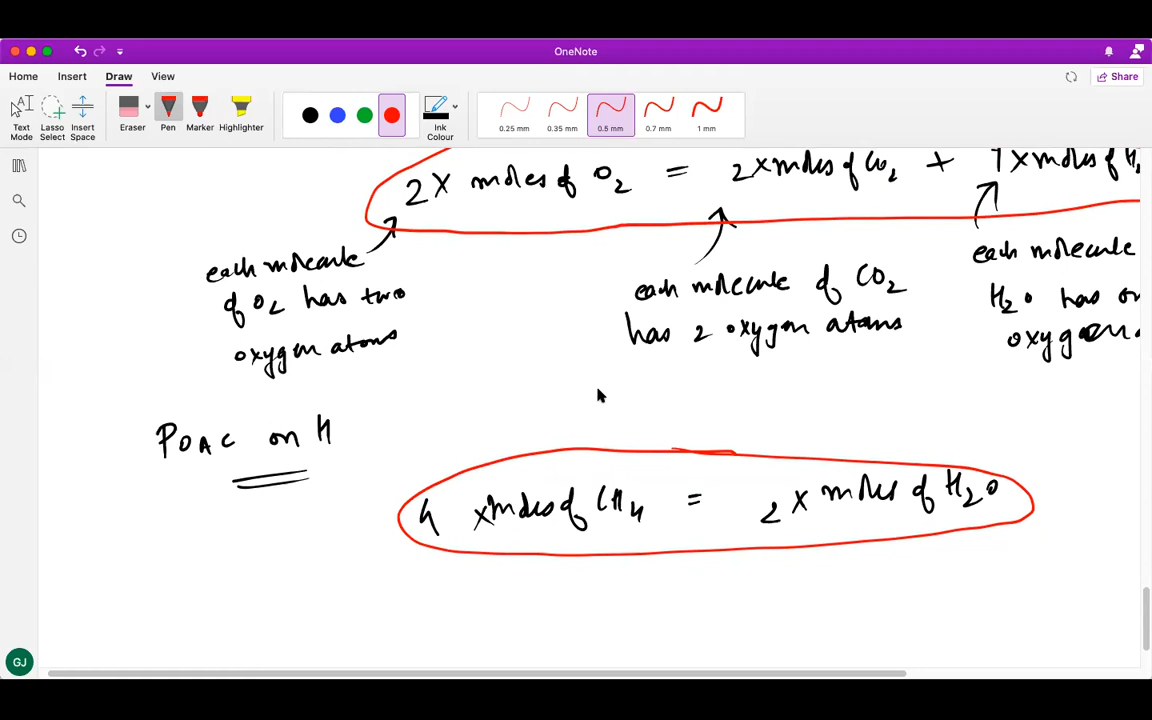 OneNote
Home Insert Draw View
Share
A
Text Mode
Lasso Select
Insert Space
Eraser
Pen
Marker
Highlighter
Ink Colour
0.25 mm
0.35 mm
0.5 mm
0.7 mm
1 mm
2 X moles of O2 = 2 X moles of CO2 + 1 X moles of H2
each molecule
of O2 has two
oxygen atoms
each molecule of CO2
has 2 oxygen atoms
each molecule
H2O has on
oxygen
POAC on H
4 x moles of CH4 = 2 X moles of H2O
GJ